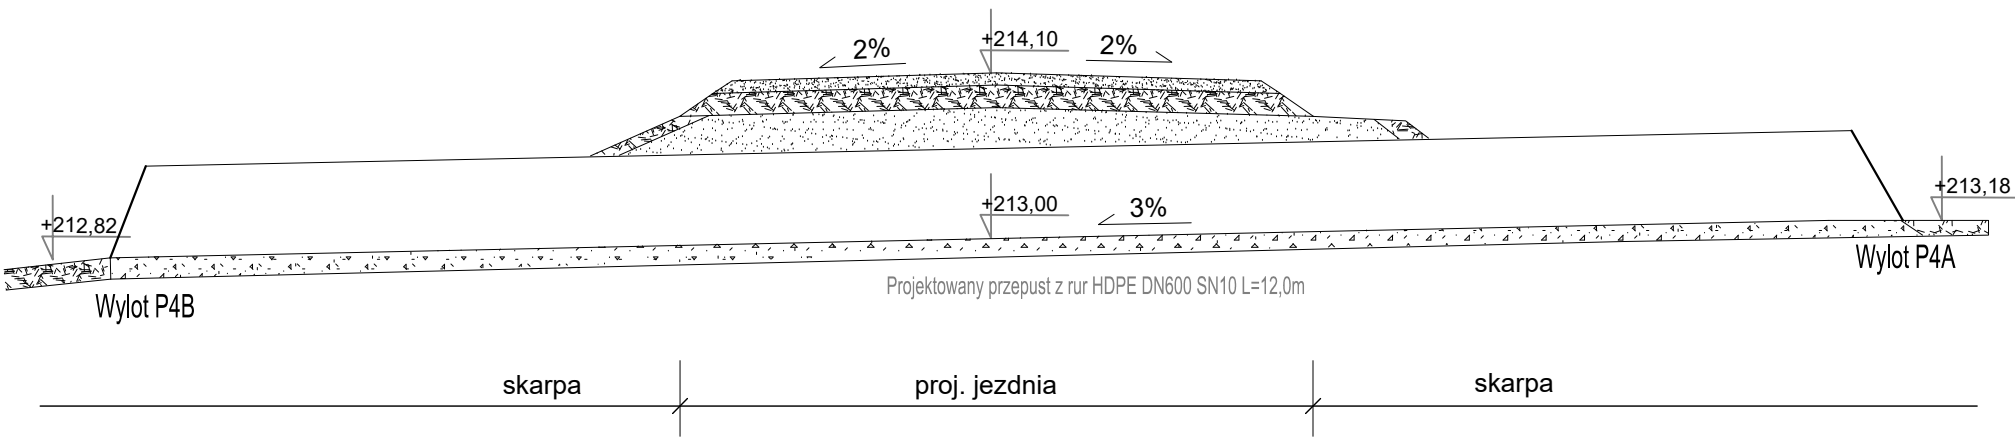 2%
+214,10
2%
+212,82
+213,00
3%
+213,18
Wylot P4A
Projektowany przepust z rur HDPE DN600 SN10 L=12,0m
Wylot P4B
skarpa
proj. jezdnia
skarpa